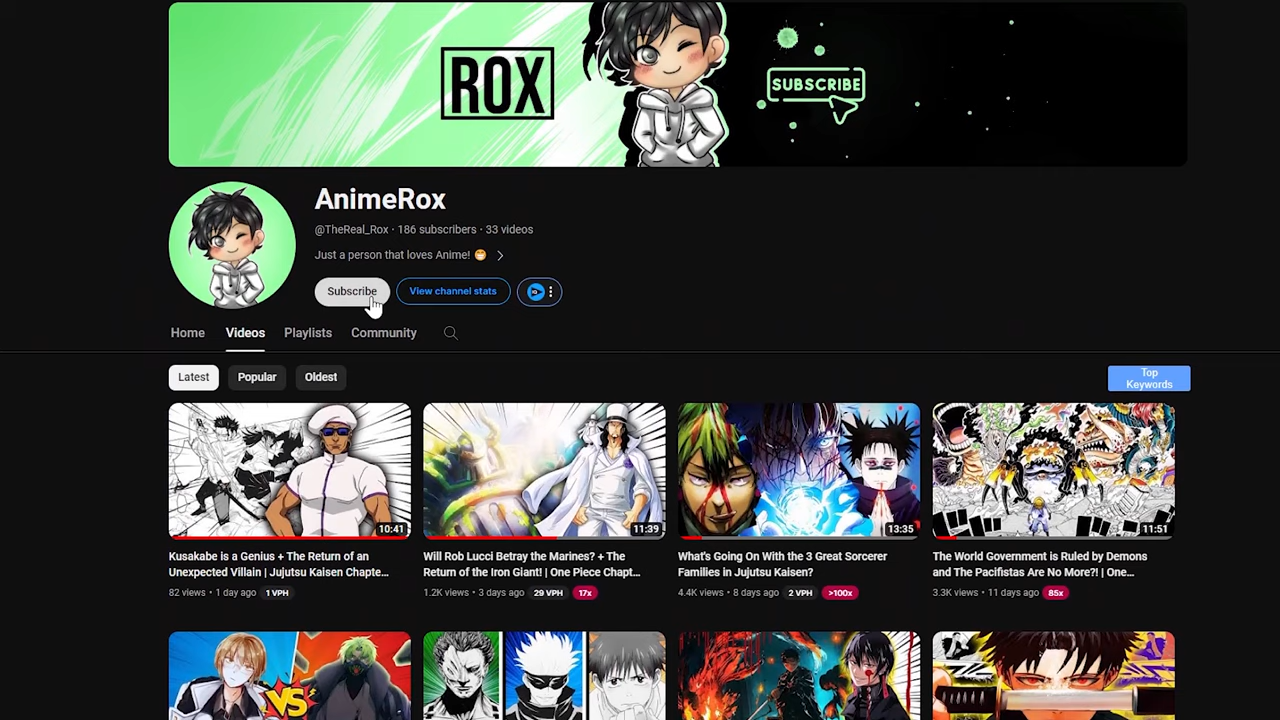 ROX
SUBSCRIBE
AnimeRox
@TheReal_Rox · 186 subscribers · 33 videos
Just a person that loves Anime! 😁
Subscribe
View channel stats
Home Videos Playlists Community
Latest Popular Oldest
Top
Keywords
10:41
11:39
13:35
11:51
Kusakabe is a Genius + The Return of an
Unexpected Villain | Jujutsu Kaisen Chapte...
82 views • 1 day ago 1 VPH
Will Rob Lucci Betray the Marines? + The
Return of the Iron Giant! | One Piece Chapt...
1.2K views • 3 days ago 29 VPH 17x
What's Going On With the 3 Great Sorcerer
Families in Jujutsu Kaisen?
4.4K views • 8 days ago 2 VPH >100x
The World Government is Ruled by Demons
and The Pacifistas Are No More?! | One...
3.3K views • 11 days ago 85x
VS